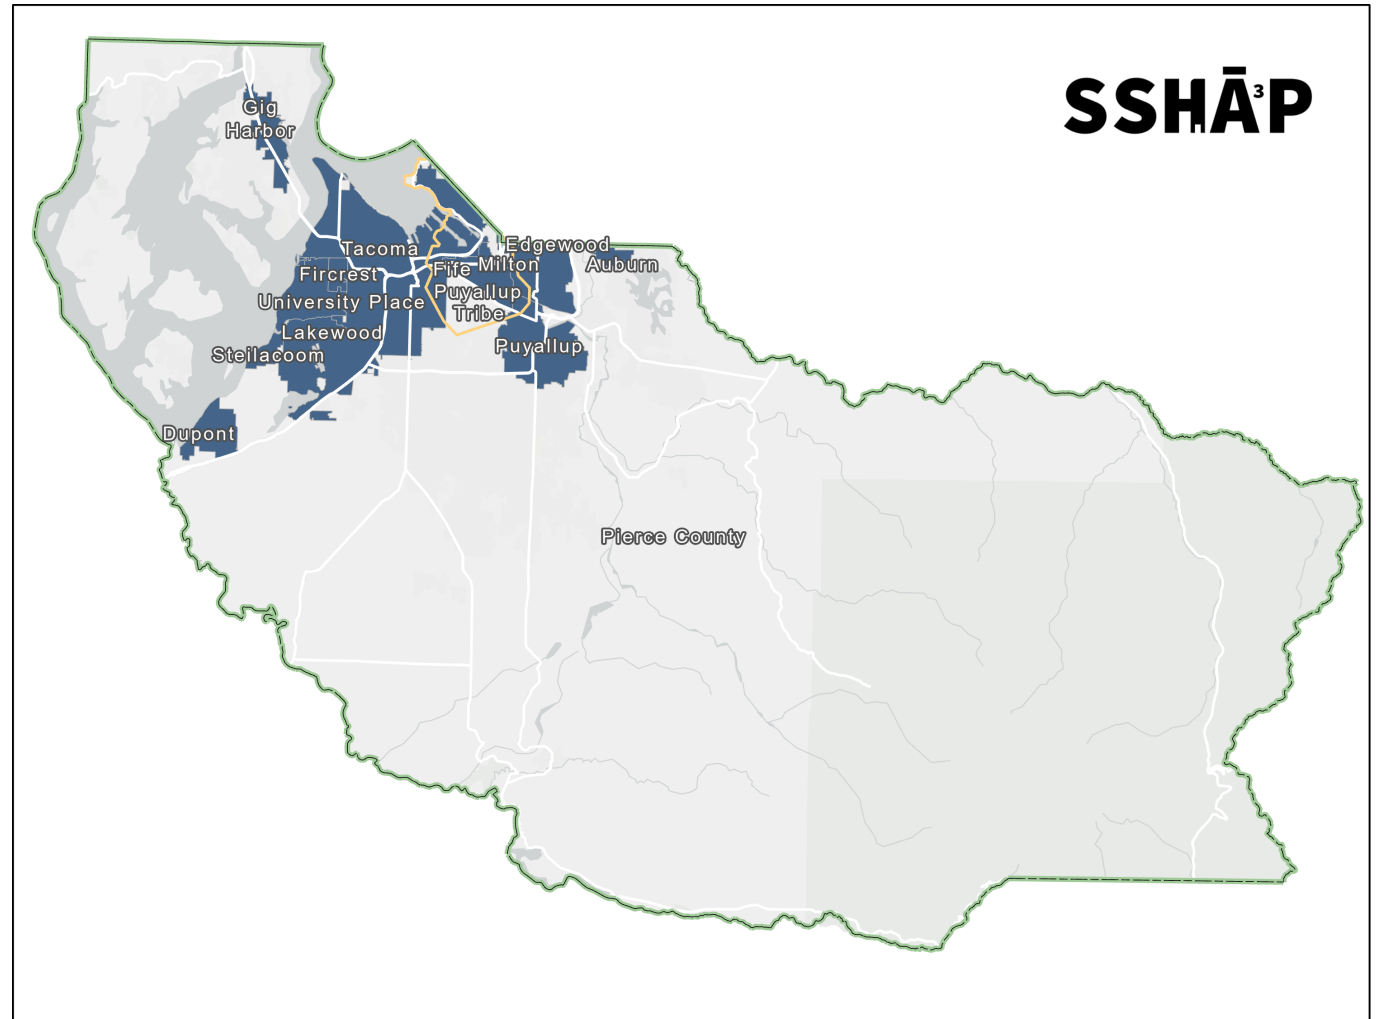 SSHĀ³P
Gig
Harbor
Tacoma
Edgewood
Fircrest
Fife
Milton
Auburn
University Place
Puyallup
Tribe
Lakewood
Steilacoom
Puyallup
Dupont
Pierce County